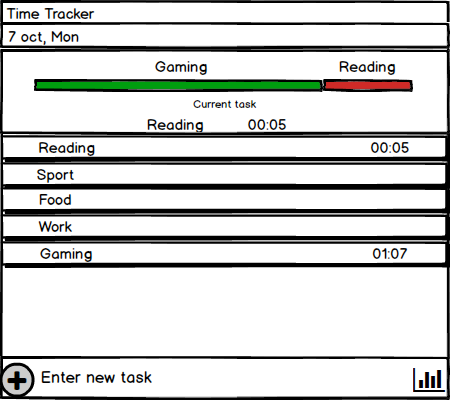 Time Tracker
7 oct, Mon
Gaming Reading
Current task
Reading 00:05
Reading 00:05
Sport
Food
Work
Gaming 01:07
Enter new task